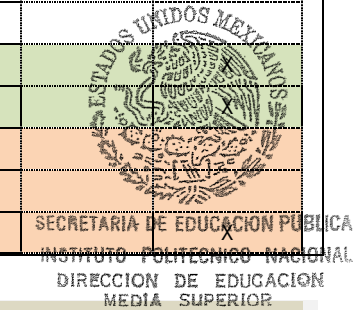 ESTADOS UNIDOS MEXICANOS
X
X
X
SECRETARIA DE EDUCACION PUBLICA
INSTITUTO POLITECNICO NACIONAL
DIRECCION DE EDUCACION
MEDIA SUPERIOR